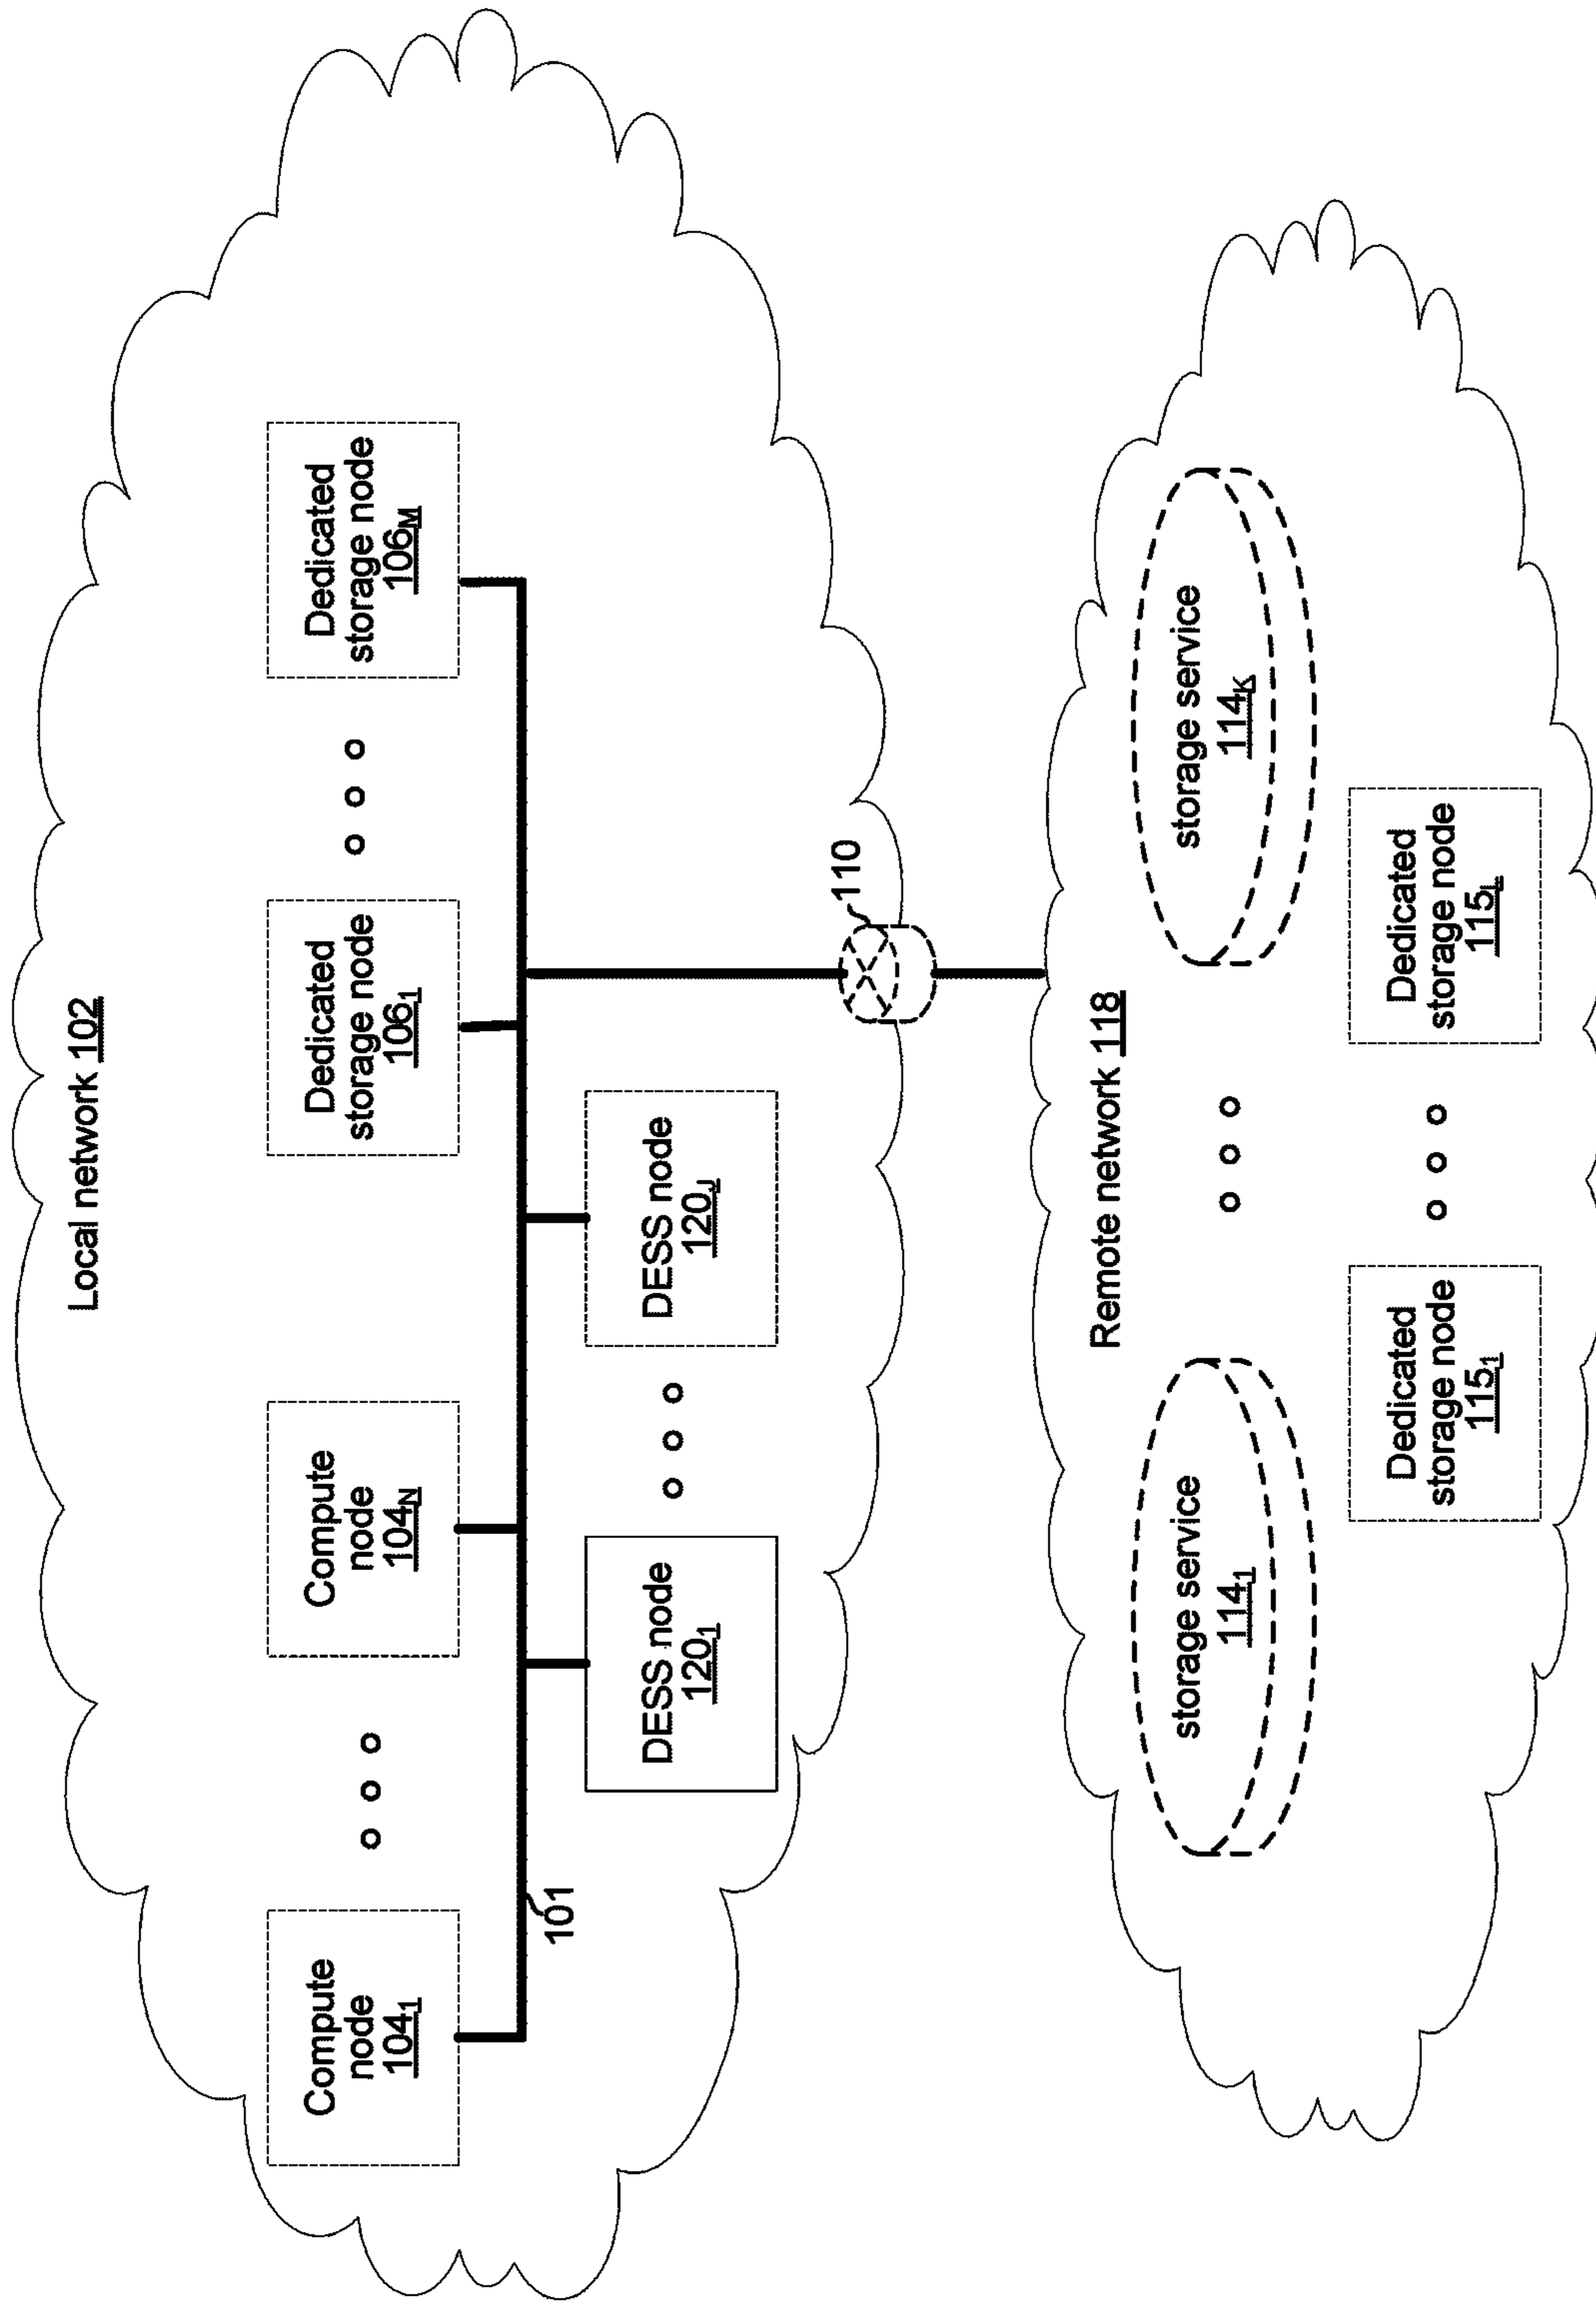 Local network 102
Compute
node
104₁
Compute
node
104N
Dedicated
storage node
106₁
Dedicated
storage node
106M
101
DESS node
120₁
DESS node
120J
110
Remote network 118
storage service
114₁
storage service
114K
Dedicated
storage node
115₁
Dedicated
storage node
115L